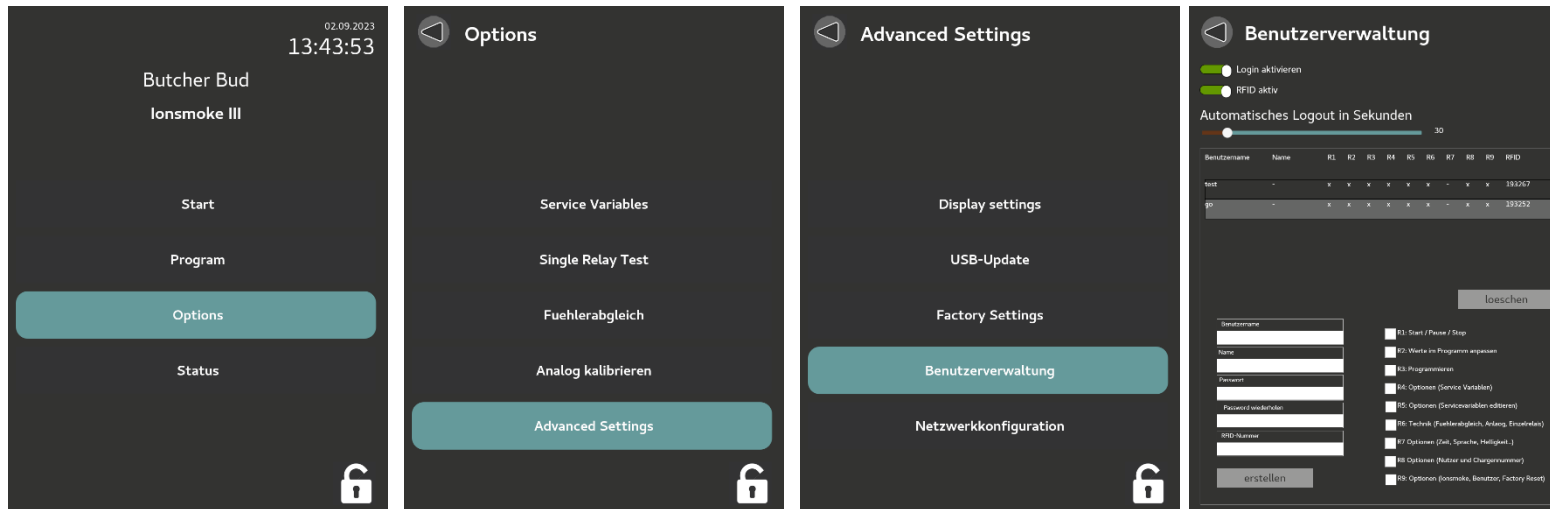 02.09.2023
13:43:53
Butcher Bud
Ionsmoke III
Start
Program
Options
Status
Options
Service Variables
Single Relay Test
Fuehlerabgleich
Analog kalibrieren
Advanced Settings
Advanced Settings
Display settings
USB-Update
Factory Settings
Benutzerverwaltung
Netzwerkkonfiguration
Benutzerverwaltung
Login aktivieren
RFID aktiv
Automatisches Logout in Sekunden
30
Benutzername Name R1 R2 R3 R4 R5 R6 R7 R8 R9 RFID
test - x x x x x x - x x 193267
go - x x x x x x - x x 193252
loeschen
Benutzername
Name
Passwort
Password wiederholen
RFID-Nummer
erstellen
R1: Start / Pause / Stop
R2: Werte im Programm anpassen
R3: Programmieren
R4: Optionen (Service Variablen)
R5: Optionen (Servicevariablen editieren)
R6: Technik (Fuehlerabgleich, Anlaog, Einzelrelais)
R7 Optionen (Zeit, Sprache, Helligkeit..)
R8 Optionen (Nutzer und Chargennummer)
R9: Optionen (Ionsmoke, Benutzer, Factory Reset)